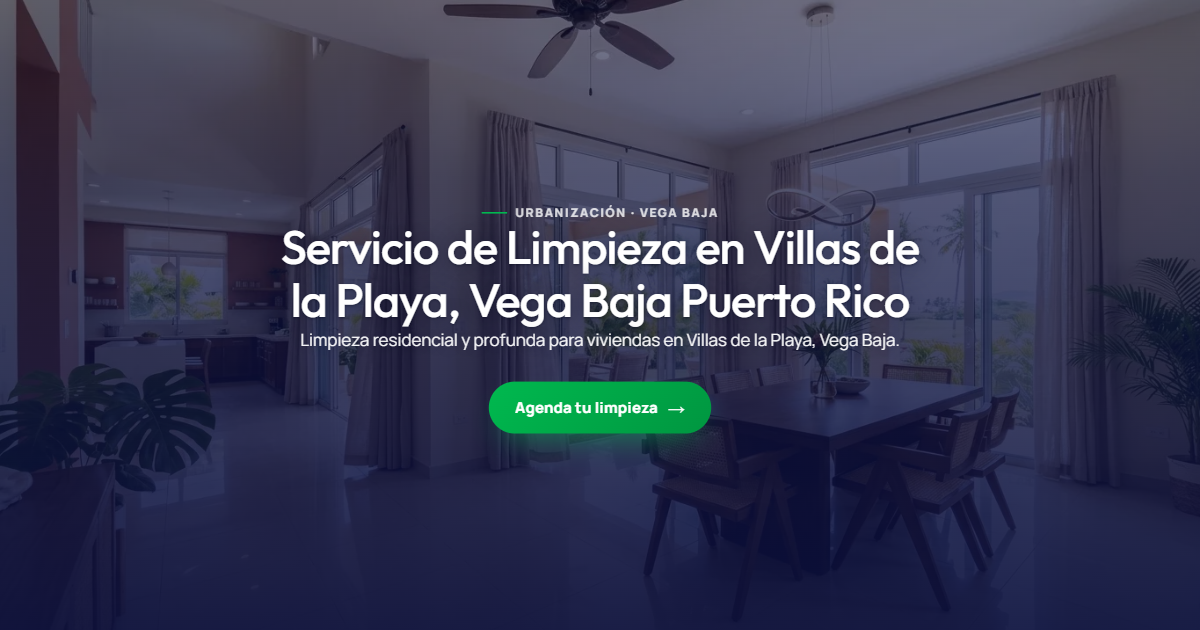 URBANIZACIÓN · VEGA BAJA
Servicio de Limpieza en Villas de
la Playa, Vega Baja Puerto Rico
Limpieza residencial y profunda para viviendas en Villas de la Playa, Vega Baja.
Agenda tu limpieza →